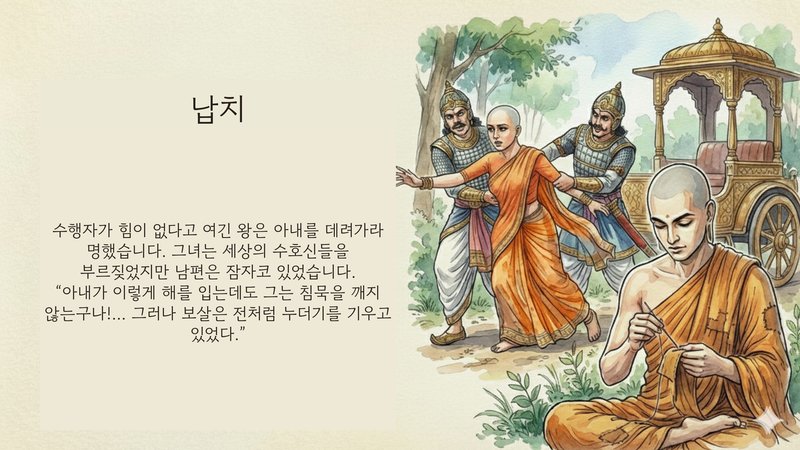 납치
수행자가 힘이 없다고 여긴 왕은 아내를 데려가라
명했습니다. 그녀는 세상의 수호신들을
부르짖었지만 남편은 잠자코 있었습니다.
“아내가 이렇게 해를 입는데도 그는 침묵을 깨지
않는구나!... 그러나 보살은 전처럼 누더기를 기우고
있었다.”